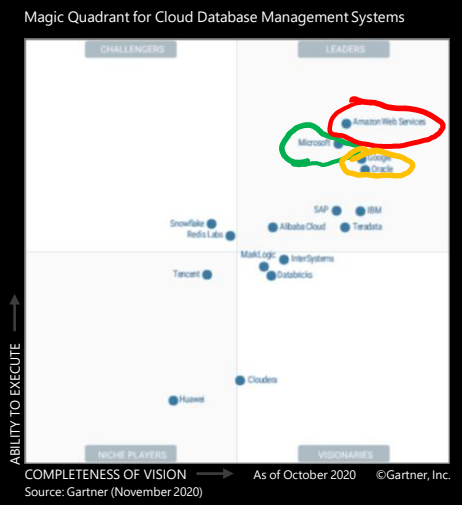 Magic Quadrant for Cloud Database Management Systems
CHALLENGERS
LEADERS
Amazon Web Services
Microsoft
Google
Oracle
SAP
IBM
Snowflake
Alibaba Cloud
Teradata
Redis Labs
MarkLogic
InterSystems
Tencent
Databricks
Cloudera
Huawei
NICHE PLAYERS
VISIONARIES
ABILITY TO EXECUTE
COMPLETENESS OF VISION
As of October 2020
©Gartner, Inc.
Source: Gartner (November 2020)